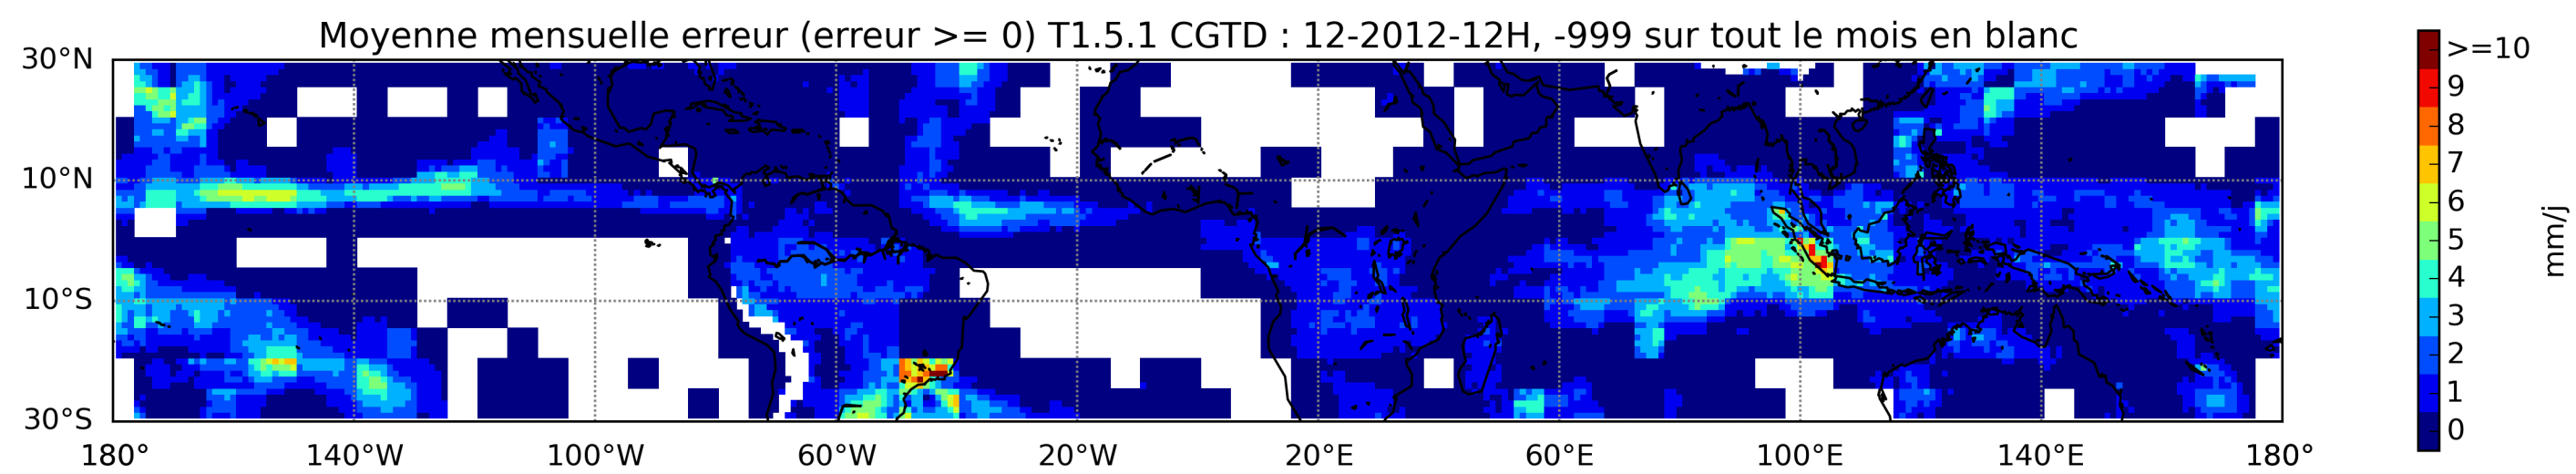 Moyenne mensuelle erreur (erreur >= 0) T1.5.1 CGTD : 12-2012-12H, -999 sur tout le mois en blanc
30°N
10°N
10°S
30°S
180° 140°W 100°W 60°W 20°W 20°E 60°E 100°E 140°E 180°
>=10
9
8
7
6
5
4
3
2
1
0
mm/j